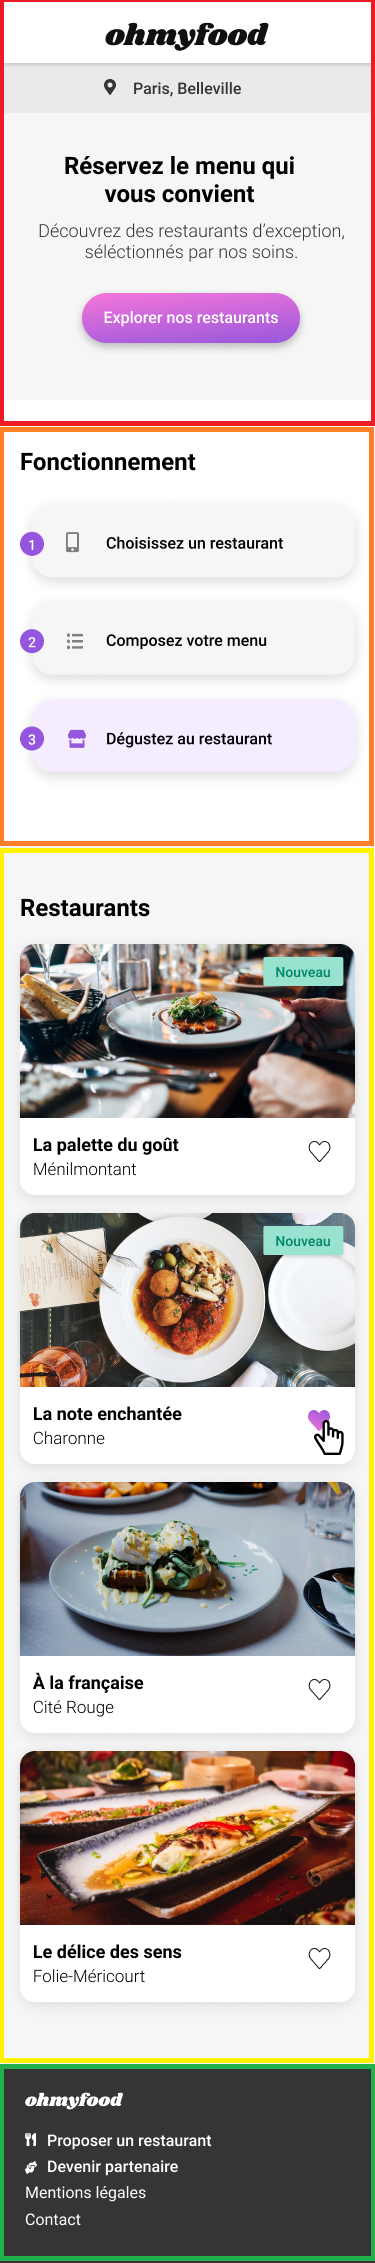 ohmyfood
Paris, Belleville
Réservez le menu qui
vous convient
Découvrez des restaurants d'exception,
séléctionnés par nos soins.
Explorer nos restaurants
Fonctionnement
1 Choisissez un restaurant
2 Composez votre menu
3 Dégustez au restaurant
Restaurants
Nouveau
La palette du goût
Ménilmontant
Nouveau
La note enchantée
Charonne
À la française
Cité Rouge
Le délice des sens
Folie-Méricourt
ohmyfood
Proposer un restaurant
Devenir partenaire
Mentions légales
Contact